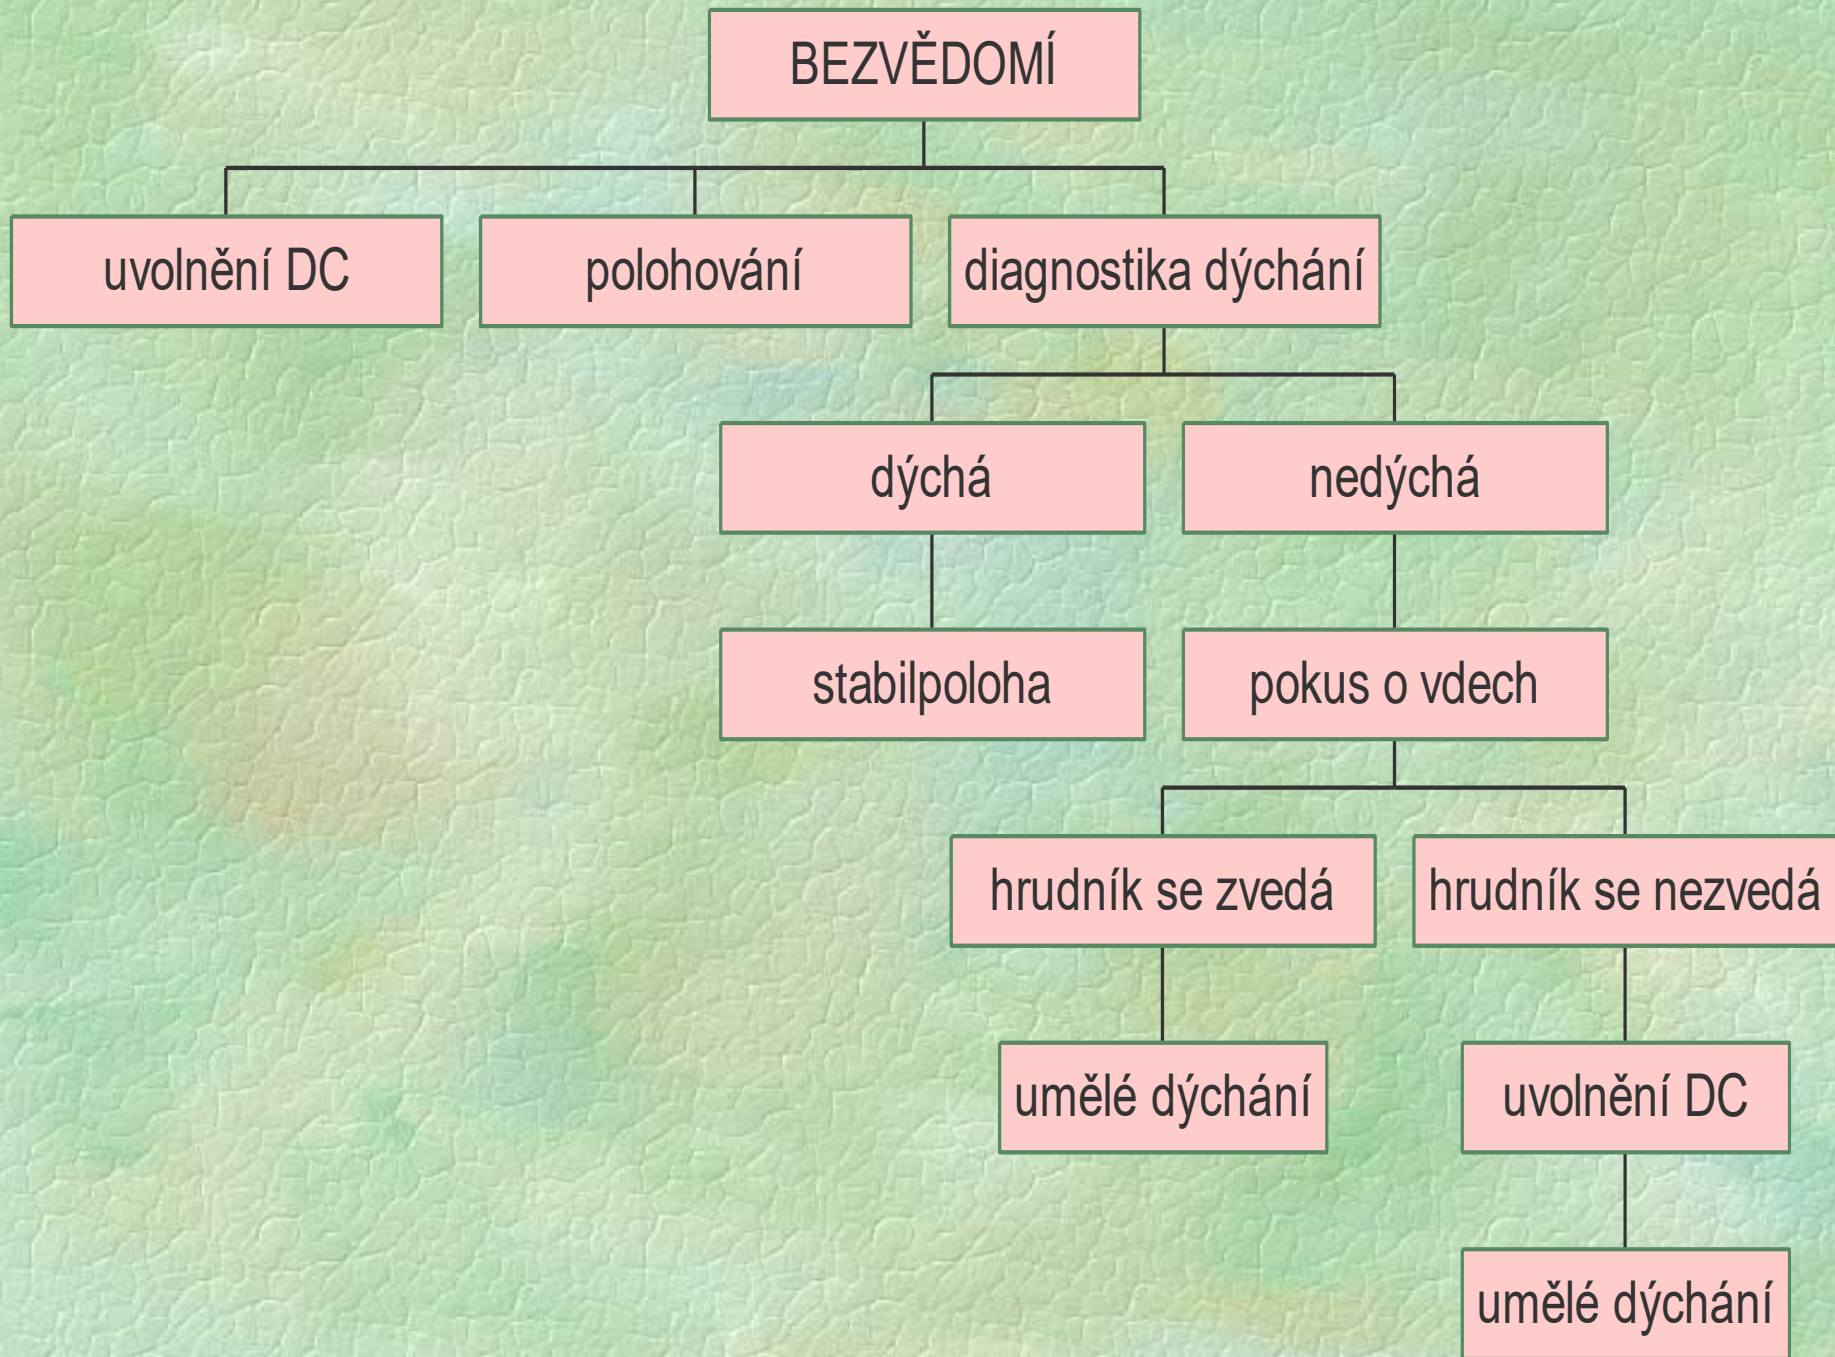 BEZVĚDOMÍ
uvolnění DC
polohování
diagnostika dýchání
dýchá
nedýchá
stabilpoloha
pokus o vdech
hrudník se zvedá
hrudník se nezvedá
umělé dýchání
uvolnění DC
umělé dýchání